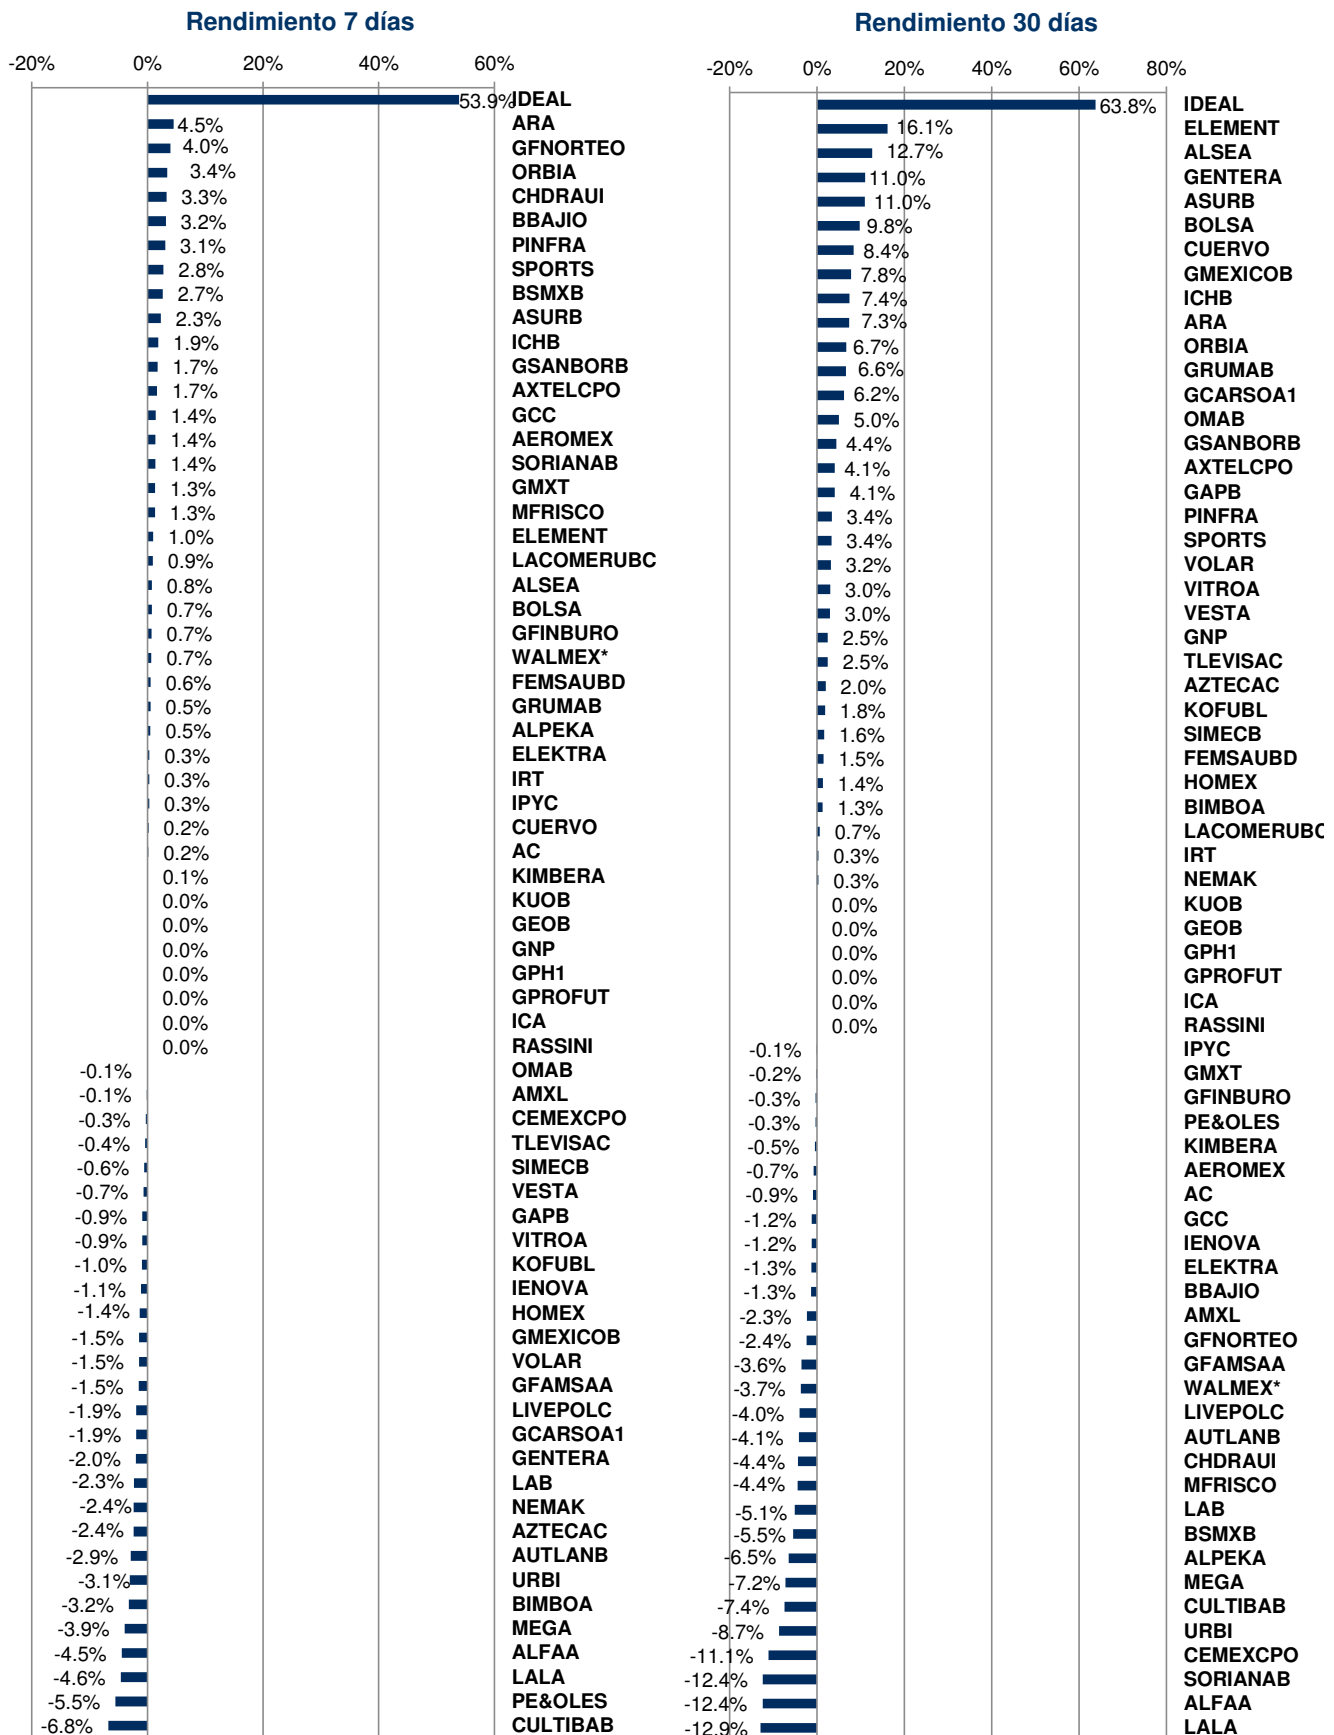 Rendimiento 7 días
-20% 0% 20% 40% 60%
53.9% IDEAL
4.5% ARA
4.0% GFNORTEO
3.4% ORBIA
3.3% CHDRAUI
3.2% BBAJIO
3.1% PINFRA
2.8% SPORTS
2.7% BSMXB
2.3% ASURB
1.9% ICHB
1.7% GSANBORB
1.7% AXTELCPO
1.4% GCC
1.4% AEROMEX
1.4% SORIANAB
1.3% GMXT
1.3% MFRISCO
1.0% ELEMENT
0.9% LACOMERUBC
0.8% ALSEA
0.7% BOLSA
0.7% GFINBURO
0.7% WALMEX*
0.6% FEMSAUBD
0.5% GRUMAB
0.5% ALPEKA
0.3% ELEKTRA
0.3% IRT
0.3% IPYC
0.2% CUERVO
0.2% AC
0.1% KIMBERA
0.0% KUOB
0.0% GEOB
0.0% GNP
0.0% GPH1
0.0% GPROFUT
0.0% ICA
0.0% RASSINI
-0.1% OMAB
-0.1% AMXL
-0.3% CEMEXCPO
-0.4% TLEVISAC
-0.6% SIMECB
-0.7% VESTA
-0.9% GAPB
-0.9% VITROA
-1.0% KOFUBL
-1.1% IENOVA
-1.4% HOMEX
-1.5% GMEXICOB
-1.5% VOLAR
-1.5% GFAMSAA
-1.9% LIVEPOLC
-1.9% GCARSOA1
-2.0% GENTERA
-2.3% LAB
-2.4% NEMAK
-2.4% AZTECAC
-2.9% AUTLANB
-3.1% URBI
-3.2% BIMBOA
-3.9% MEGA
-4.5% ALFAA
-4.6% LALA
-5.5% PE&OLES
-6.8% CULTIBAB
Rendimiento 30 días
-20% 0% 20% 40% 60% 80%
63.8% IDEAL
16.1% ELEMENT
12.7% ALSEA
11.0% GENTERA
11.0% ASURB
9.8% BOLSA
8.4% CUERVO
7.8% GMEXICOB
7.4% ICHB
7.3% ARA
6.7% ORBIA
6.6% GRUMAB
6.2% GCARSOA1
5.0% OMAB
4.4% GSANBORB
4.1% AXTELCPO
4.1% GAPB
3.4% PINFRA
3.4% SPORTS
3.2% VOLAR
3.0% VITROA
3.0% VESTA
2.5% GNP
2.5% TLEVISAC
2.0% AZTECAC
1.8% KOFUBL
1.6% SIMECB
1.5% FEMSAUBD
1.4% HOMEX
1.3% BIMBOA
0.7% LACOMERUBC
0.3% IRT
0.3% NEMAK
0.0% KUOB
0.0% GEOB
0.0% GPH1
0.0% GPROFUT
0.0% ICA
0.0% RASSINI
-0.1% IPYC
-0.2% GMXT
-0.3% GFINBURO
-0.3% PE&OLES
-0.5% KIMBERA
-0.7% AEROMEX
-0.9% AC
-1.2% GCC
-1.2% IENOVA
-1.3% ELEKTRA
-1.3% BBAJIO
-2.3% AMXL
-2.4% GFNORTEO
-3.6% GFAMSAA
-3.7% WALMEX*
-4.0% LIVEPOLC
-4.1% AUTLANB
-4.4% CHDRAUI
-4.4% MFRISCO
-5.1% LAB
-5.5% BSMXB
-6.5% ALPEKA
-7.2% MEGA
-7.4% CULTIBAB
-8.7% URBI
-11.1% CEMEXCPO
-12.4% SORIANAB
-12.4% ALFAA
-12.9% LALA